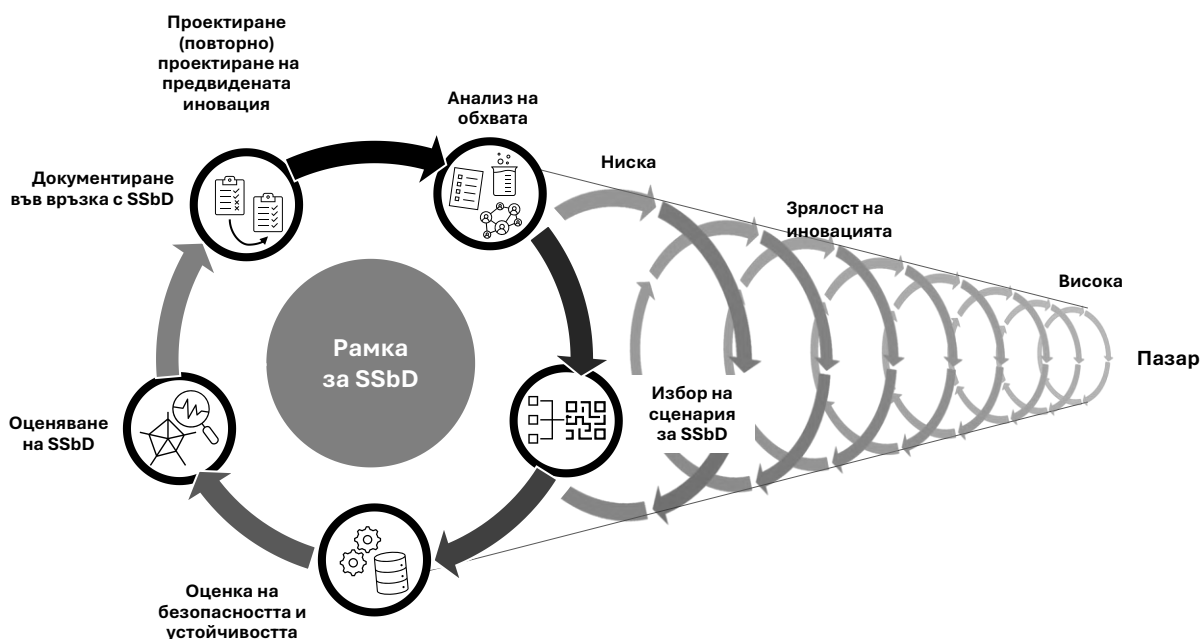 Проектиране
(повторно)
проектиране на
предвидената
иновация
Анализ на
обхвата
Ниска
Зрялост на
иновацията
Висока
Пазар
Документиране
във връзка с SSbD
Рамка
за SSbD
Избор на
сценария
за SSbD
Оценяване
на SSbD
Оценка на
безопасността и
устойчивостта